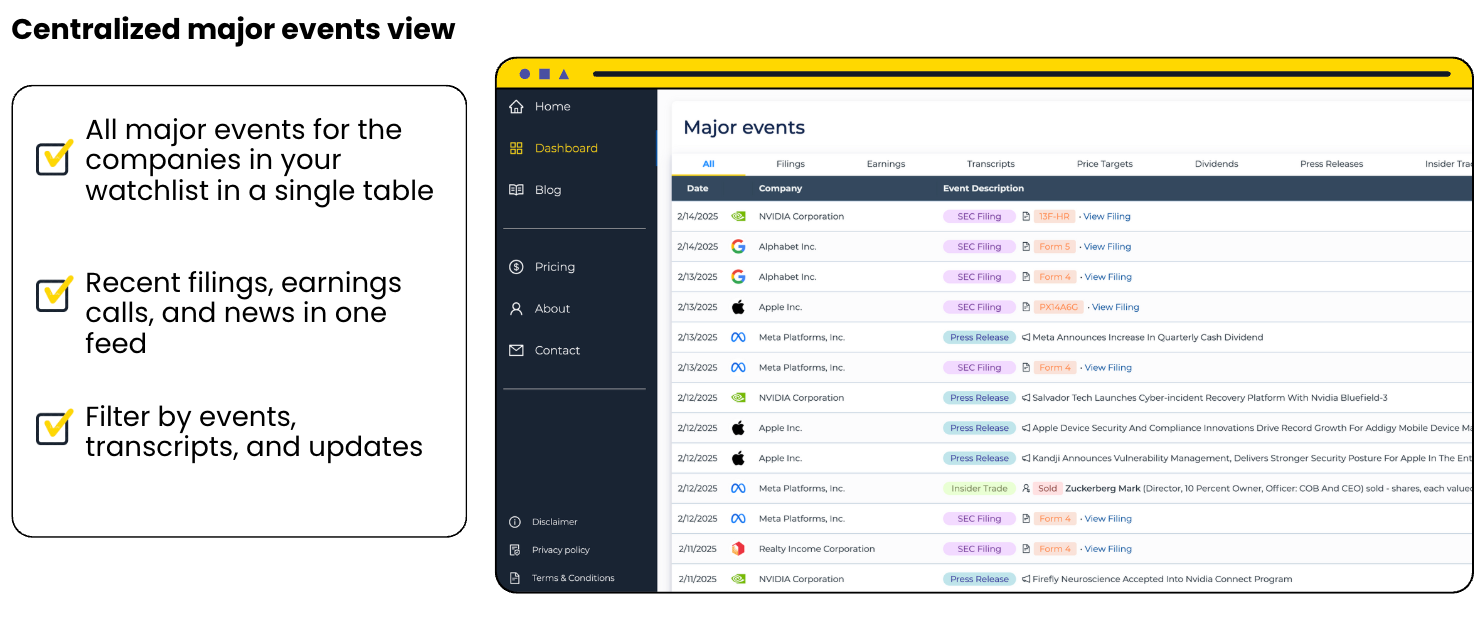 Centralized major events view
All major events for the
companies in your
watchlist in a single table
Recent filings, earnings
calls, and news in one
feed
Filter by events,
transcripts, and updates
Home
Dashboard
Blog
Pricing
About
Contact
Disclaimer
Privacy policy
Terms & Conditions
Major events
All Filings Earnings Transcripts Price Targets Dividends Press Releases Insider Tra
Date Company Event Description
2/14/2025 NVIDIA Corporation SEC Filing 13F-HR • View Filing
2/14/2025 Alphabet Inc. SEC Filing Form 5 • View Filing
2/13/2025 Alphabet Inc. SEC Filing Form 4 • View Filing
2/13/2025 Apple Inc. SEC Filing PX14A6G • View Filing
2/13/2025 Meta Platforms, Inc. Press Release Meta Announces Increase In Quarterly Cash Dividend
2/13/2025 Meta Platforms, Inc. SEC Filing Form 4 • View Filing
2/12/2025 NVIDIA Corporation Press Release Salvador Tech Launches Cyber-incident Recovery Platform With Nvidia Bluefield-3
2/12/2025 Apple Inc. Press Release Apple Device Security And Compliance Innovations Drive Record Growth For Addigy Mobile Device Ma
2/12/2025 Apple Inc. Press Release Kandji Announces Vulnerability Management, Delivers Stronger Security Posture For Apple In The Ent
2/12/2025 Meta Platforms, Inc. Insider Trade Sold Zuckerberg Mark (Director, 10 Percent Owner, Officer: COB And CEO) sold - shares, each valued
2/12/2025 Meta Platforms, Inc. SEC Filing Form 4 • View Filing
2/11/2025 Realty Income Corporation SEC Filing Form 4 • View Filing
2/11/2025 NVIDIA Corporation Press Release Firefly Neuroscience Accepted Into Nvidia Connect Program